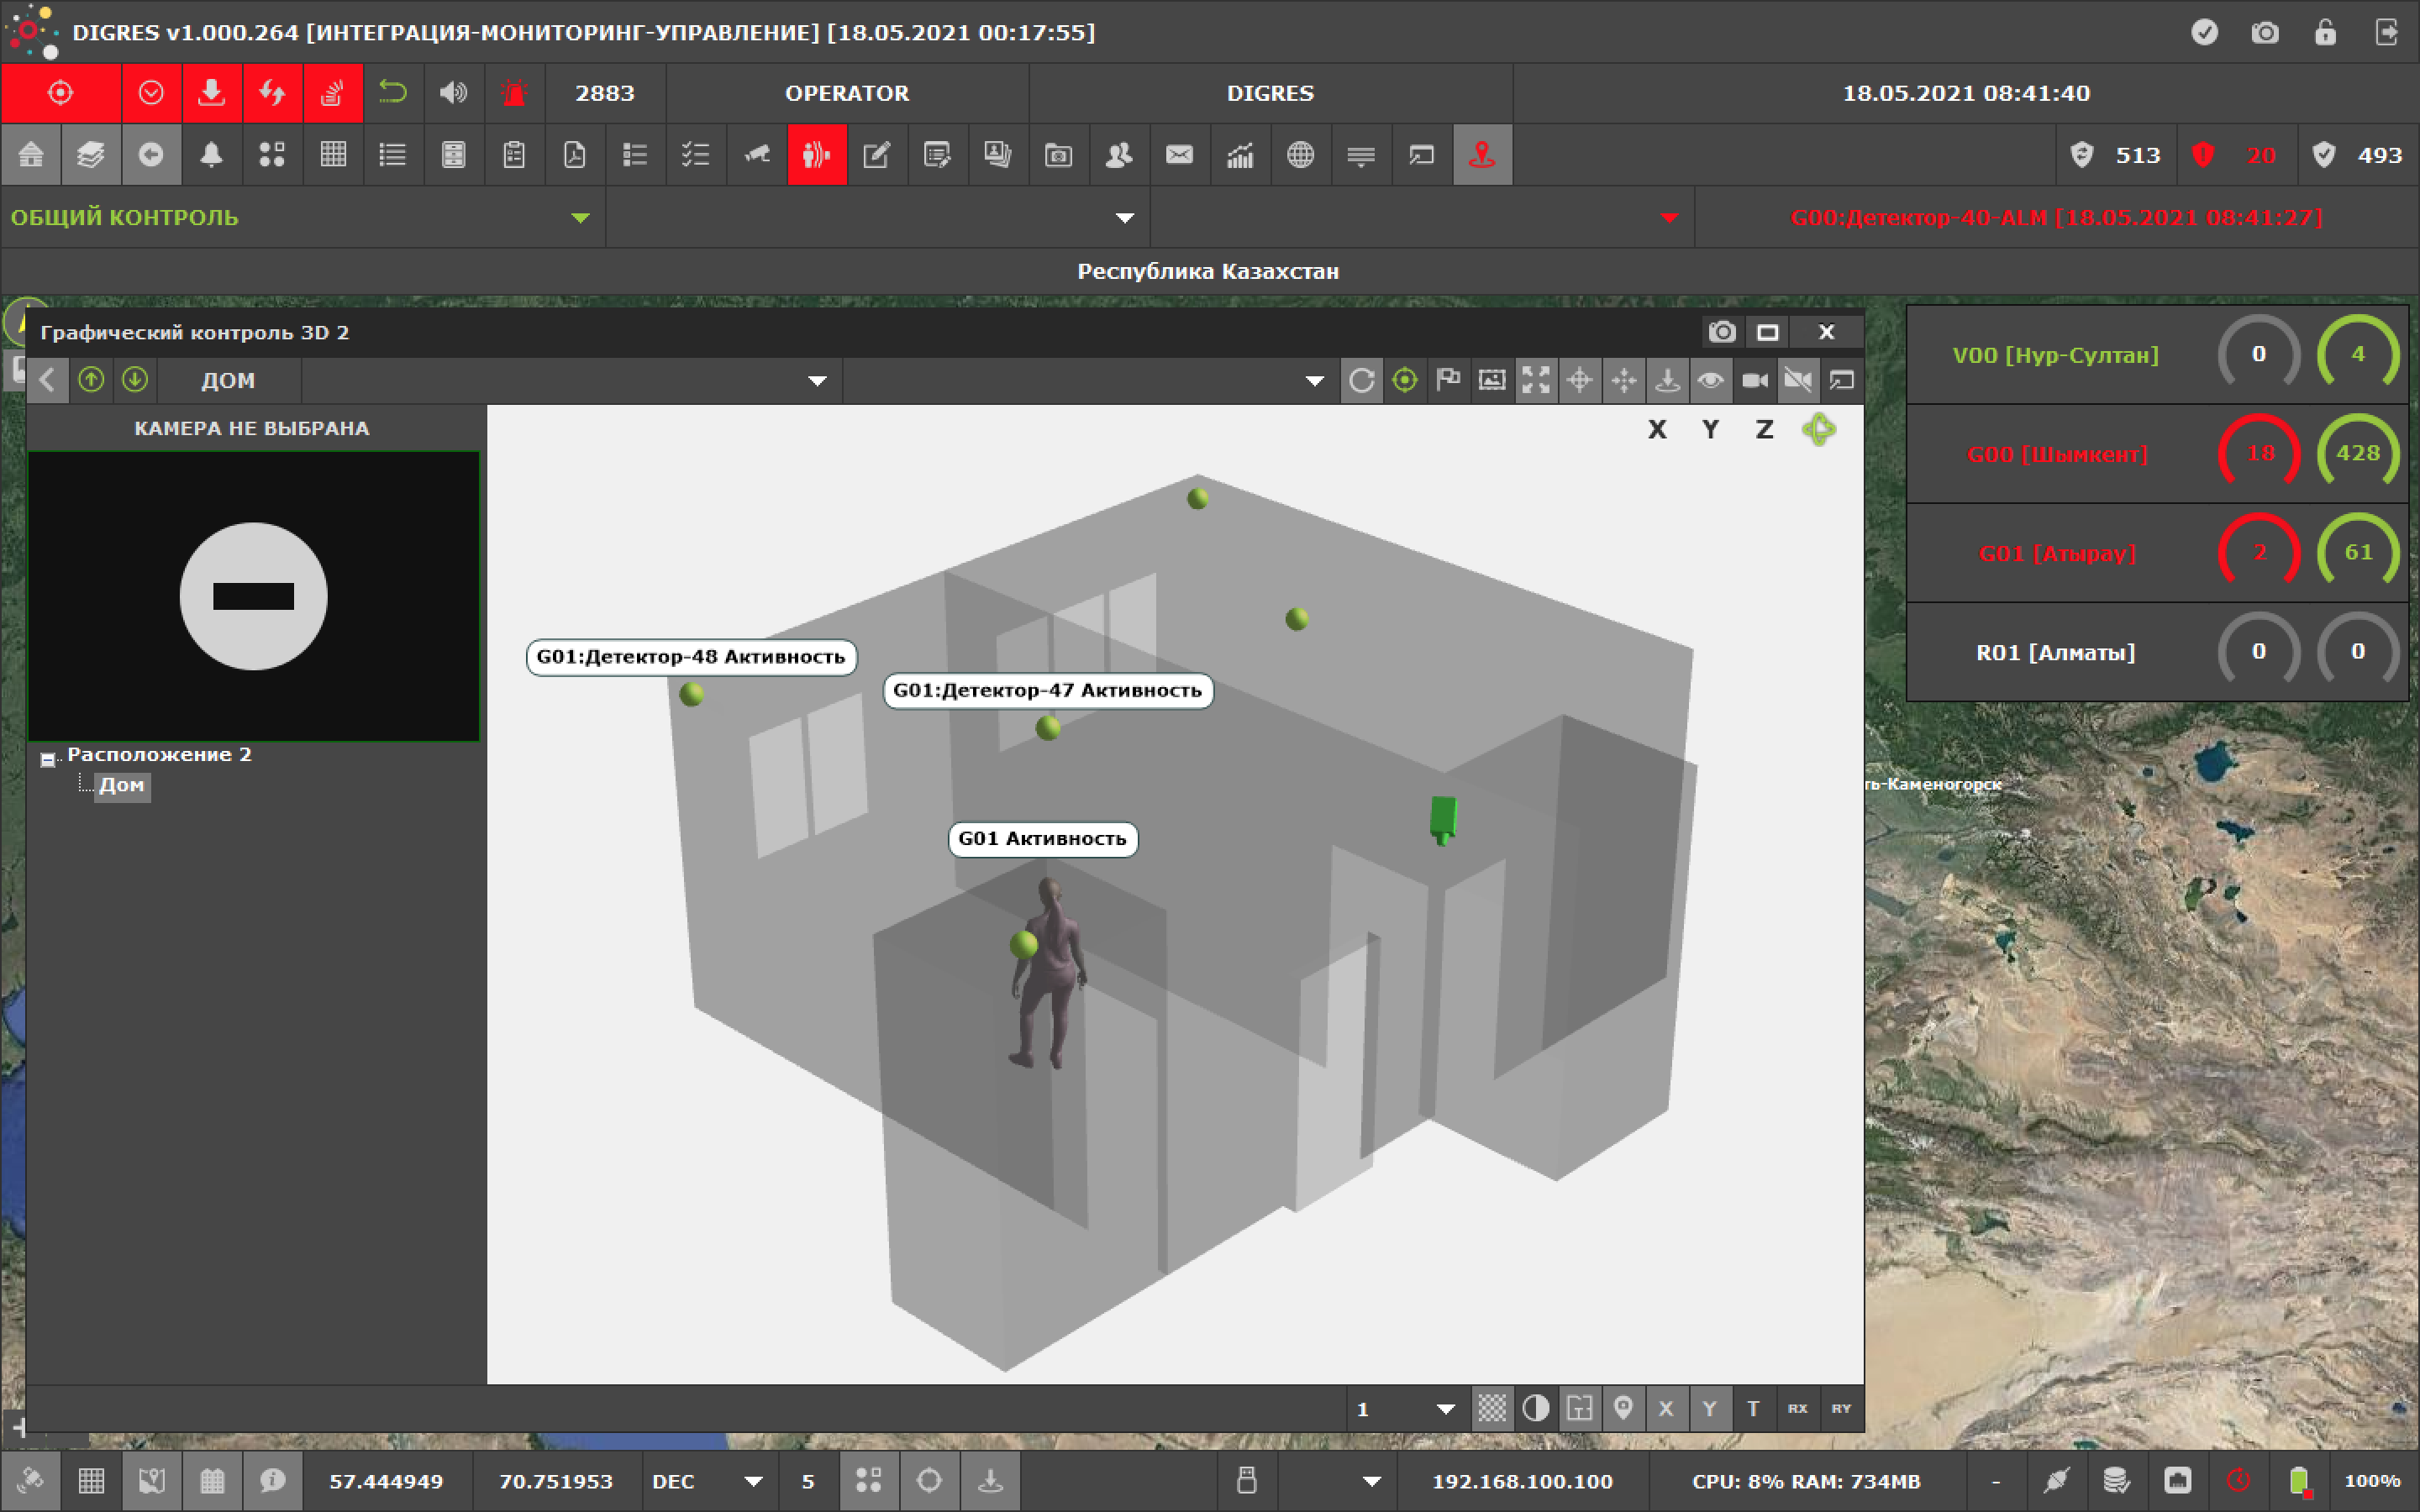 DIGRES v1.000.264 [ИНТЕГРАЦИЯ-МОНИТОРИНГ-УПРАВЛЕНИЕ] [18.05.2021 00:17:55]
2883 OPERATOR DIGRES 18.05.2021 08:41:40
513 20 493
ОБЩИЙ КОНТРОЛЬ G00:Детектор-40-ALM [18.05.2021 08:41:27]
Республика Казахстан
Графический контроль 3D 2 X
ДОМ
КАМЕРА НЕ ВЫБРАНА
X Y Z
Расположение 2
Дом
G01:Детектор-48 Активность
G01:Детектор-47 Активность
G01 Активность
V00 [Нур-Султан] 0 4
G00 [Шымкент] 18 428
G01 [Атырау] 2 61
R01 [Алматы] 0 0
ть-Каменогорск
1 X Y T RX RY
57.444949 70.751953 DEC 5 192.168.100.100 CPU: 8% RAM: 734MB - 100%